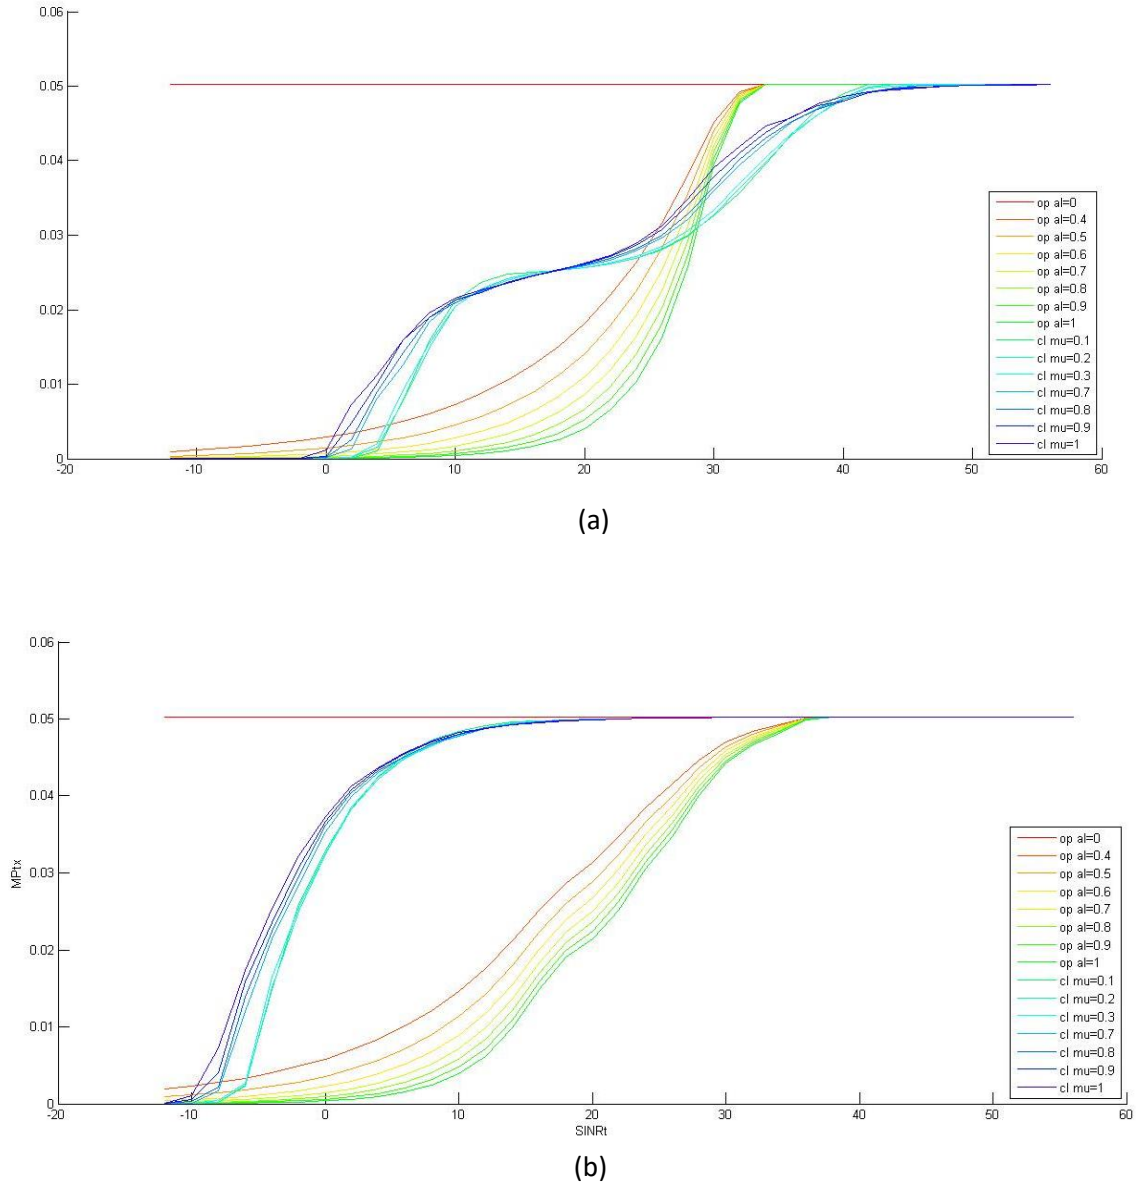 0.06
0.05
0.04
0.03
0.02
0.01
0
-20 -10 0 10 20 30 40 50 60
op al=0
op al=0.4
op al=0.5
op al=0.6
op al=0.7
op al=0.8
op al=0.9
op al=1
cl mu=0.1
cl mu=0.2
cl mu=0.3
cl mu=0.7
cl mu=0.8
cl mu=0.9
cl mu=1
(a)
0.06
0.05
0.04
0.03
0.02
0.01
0
MPtx
-20 -10 0 10 20 30 40 50 60
SINRt
op al=0
op al=0.4
op al=0.5
op al=0.6
op al=0.7
op al=0.8
op al=0.9
op al=1
cl mu=0.1
cl mu=0.2
cl mu=0.3
cl mu=0.7
cl mu=0.8
cl mu=0.9
cl mu=1
(b)